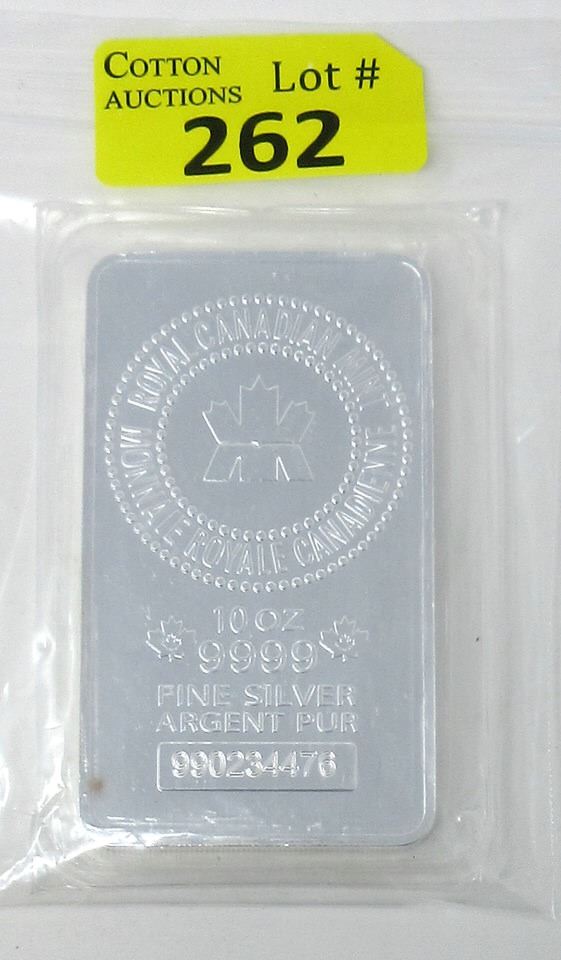 COTTON
AUCTIONS
Lot #
262
ROYAL CANADIAN MINT
MONNAIE ROYALE CANADIENNE
10 OZ
9999
FINE SILVER
ARGENT PUR
990234476